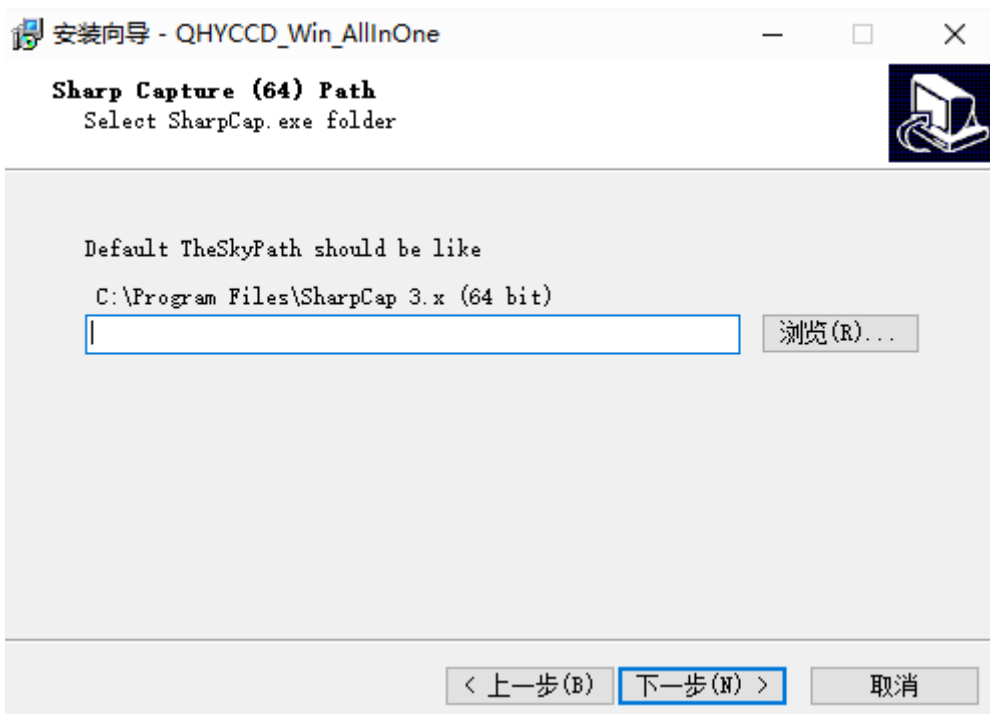 安装向导 - QHYCCD_Win_AllInOne
Sharp Capture (64) Path
Select SharpCap.exe folder
Default TheSkyPath should be like
C:\Program Files\SharpCap 3.x (64 bit)
浏览(R)...
< 上一步(B) 下一步(N) > 取消